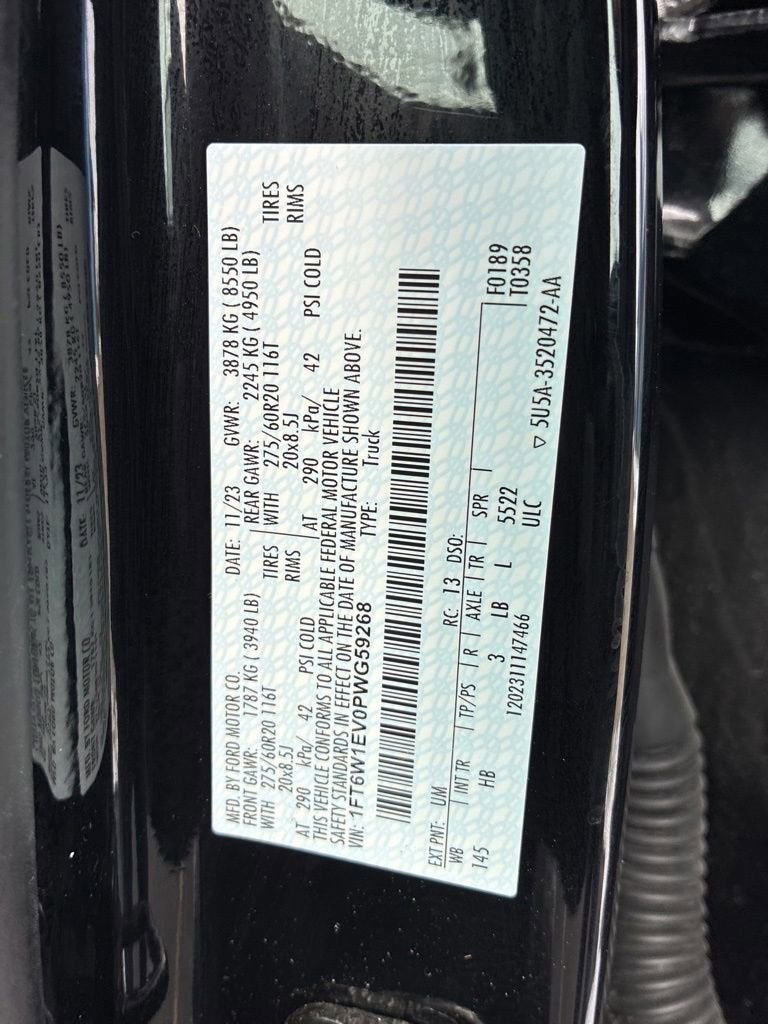 MFD. BY FORD MOTOR CO.
DATE: 11/23 GVWR: 3878 KG ( 8550 LB)
FRONT GAWR: 1787 KG ( 3940 LB) REAR GAWR: 2245 KG ( 4950 LB)
WITH 275/60R20 116T TIRES WITH 275/60R20 116T TIRES
20x8.5J RIMS 20x8.5J RIMS
AT 290 kPa/ 42 PSI COLD AT 290 kPa/ 42 PSI COLD
THIS VEHICLE CONFORMS TO ALL APPLICABLE FEDERAL MOTOR VEHICLE
SAFETY STANDARDS IN EFFECT ON THE DATE OF MANUFACTURE SHOWN ABOVE.
VIN: 1FT6W1EV0PWG59268 TYPE: Truck
EXT PNT: UM RC: 13 DSO:
WB INT TR TP/PS R AXLE TR SPR F0189
145 HB 3 LB L 5522 T0358
1202311147466 ULC
▽ 5U5A-3520472-AA